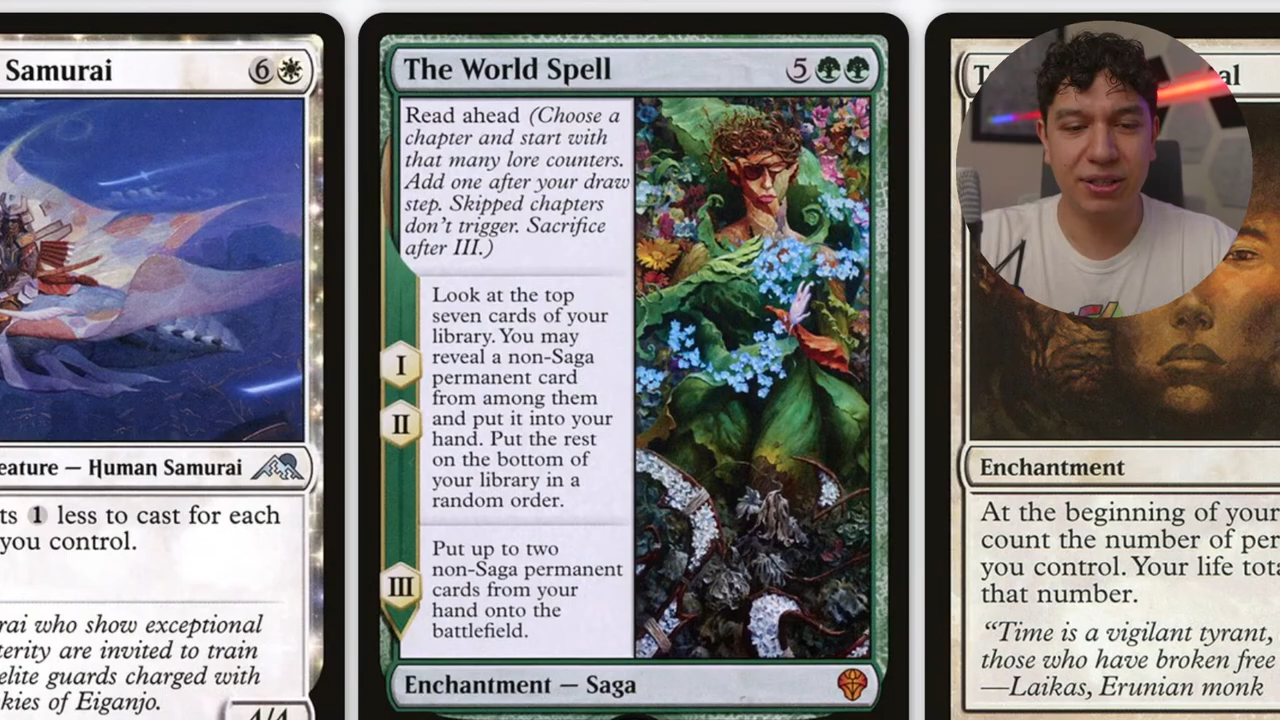 Samurai
6
eature — Human Samurai
ts 1 less to cast for each
you control.
rai who show exceptional
terity are invited to train
elite guards charged with
kies of Eiganjo.
4/4
The World Spell
5
Read ahead (Choose a
chapter and start with
that many lore counters.
Add one after your draw
step. Skipped chapters
don't trigger. Sacrifice
after III.)
I
II
Look at the top
seven cards of your
library. You may
reveal a non-Saga
permanent card
from among them
and put it into your
hand. Put the rest
on the bottom of
your library in a
random order.
III
Put up to two
non-Saga permanent
cards from your
hand onto the
battlefield.
Enchantment — Saga
T
al
Enchantment
At the beginning of your
count the number of per
you control. Your life tota
that number.
“Time is a vigilant tyrant,
those who have broken free
—Laikas, Erunian monk